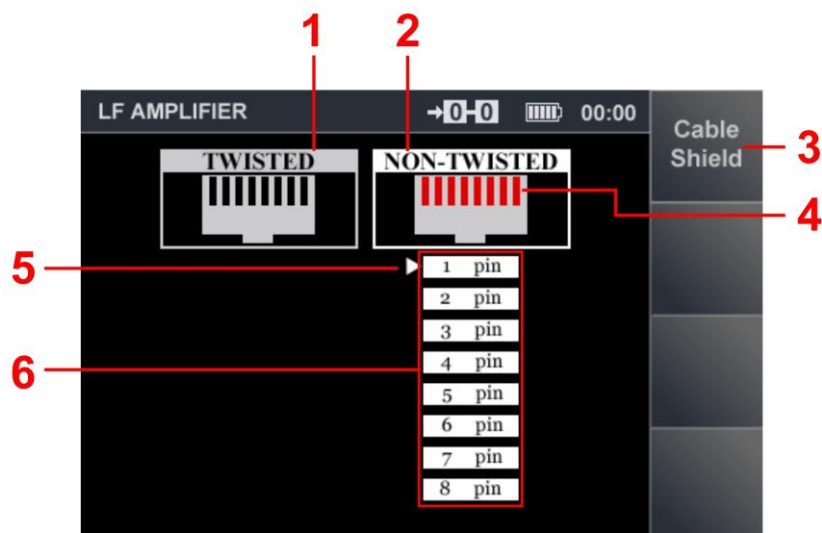 1 2
LF AMPLIFIER →0-0 00:00
Cable
Shield
3
TWISTED NON-TWISTED
4
5
1 pin
2 pin
3 pin
4 pin
5 pin
6 pin
7 pin
8 pin
6